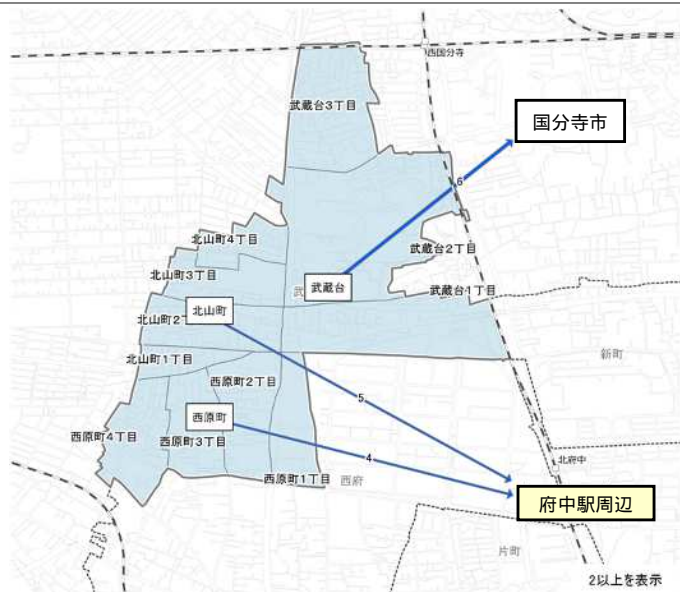 西国分寺
武蔵台3丁目
国分寺市
6
北山町4丁目
武蔵台2丁目
北山町3丁目
武蔵台1丁目
武
武蔵台
北山町2
北山町
新町
北山町1丁目
西原町2丁目
5
西原町
西原町4丁目
西原町3丁目
4
北府中
西原町1丁目
西府
府中駅周辺
片町
2以上を表示